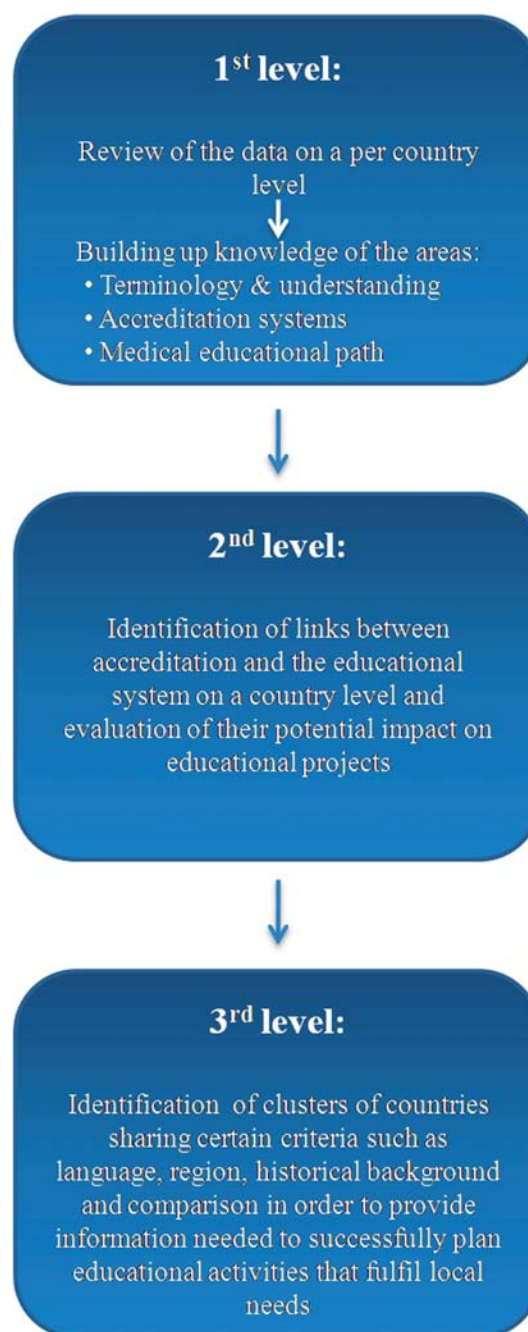 1st level:
Review of the data on a per country
level
Building up knowledge of the areas:
• Terminology & understanding
• Accreditation systems
• Medical educational path
2nd level:
Identification of links between
accreditation and the educational
system on a country level and
evaluation of their potential impact on
educational projects
3rd level:
Identification of clusters of countries
sharing certain criteria such as
language, region, historical background
and comparison in order to provide
information needed to successfully plan
educational activities that fulfil local
needs